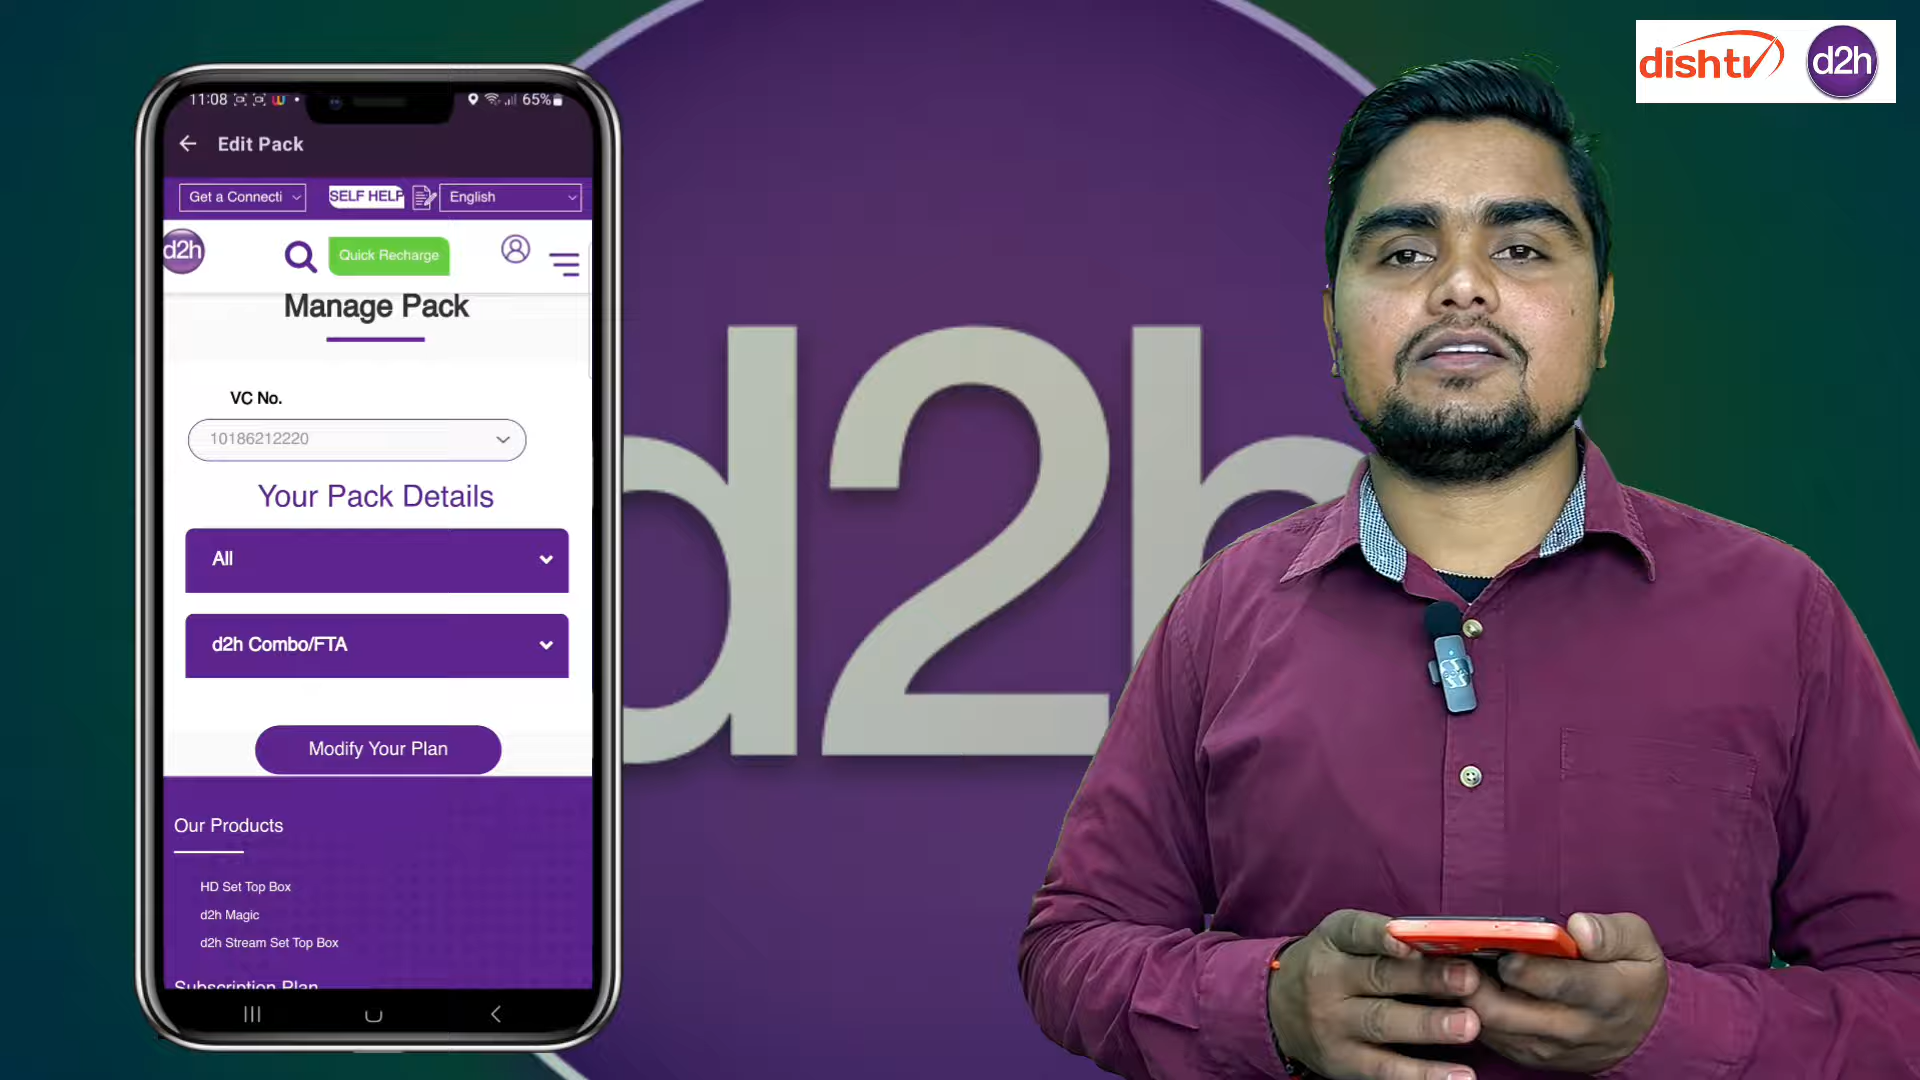 11:08
65%
Edit Pack
Get a Connecti
SELF HELP
English
d2h
Quick Recharge
Manage Pack
VC No.
10186212220
Your Pack Details
All
d2h Combo/FTA
Modify Your Plan
Our Products
HD Set Top Box
d2h Magic
d2h Stream Set Top Box
Subscription Plan
d2h
dishtv
d2h